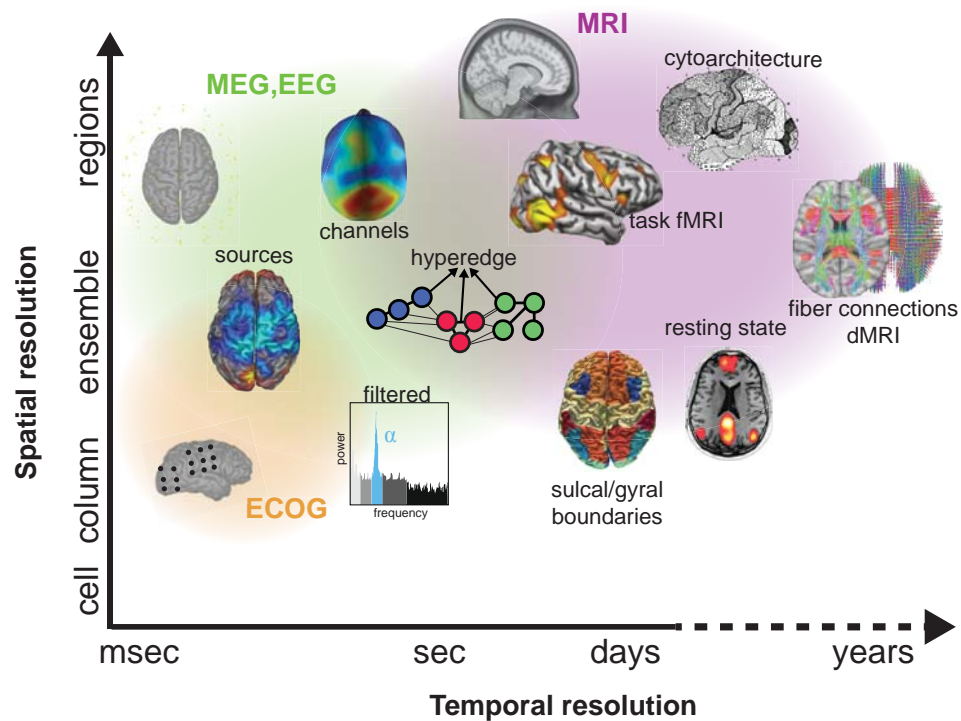 MRI
MEG,EEG
cytoarchitecture
channels
task fMRI
sources
hyperedge
fiber connections
dMRI
resting state
filtered
α
power
frequency
ECOG
sulcal/gyral
boundaries
Spatial resolution
regions
ensemble
column
cell
msec
sec
days
years
Temporal resolution